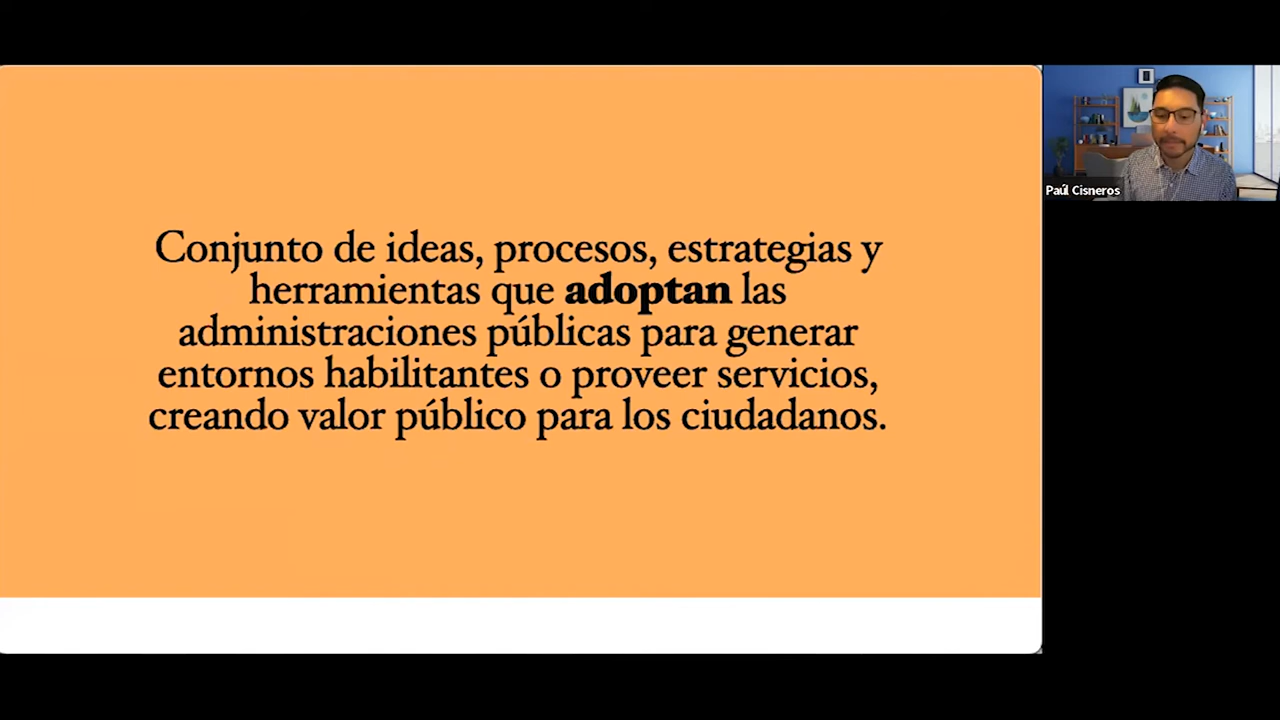 Conjunto de ideas, procesos, estrategias y
herramientas que adoptan las
administraciones públicas para generar
entornos habilitantes o proveer servicios,
creando valor público para los ciudadanos.
Paúl Cisneros